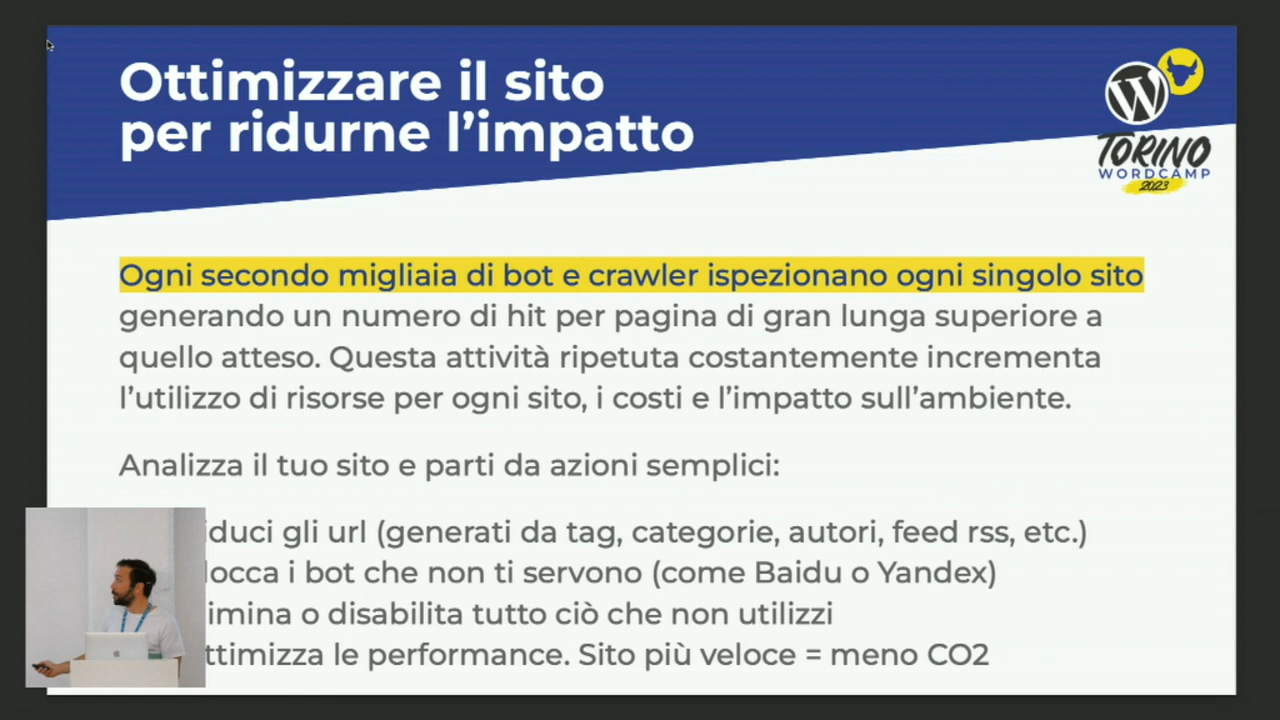 Ottimizzare il sito
per ridurne l’impatto
TORINO
WORDCAMP
2023
Ogni secondo migliaia di bot e crawler ispezionano ogni singolo sito
generando un numero di hit per pagina di gran lunga superiore a
quello atteso. Questa attività ripetuta costantemente incrementa
l’utilizzo di risorse per ogni sito, i costi e l’impatto sull’ambiente.
Analizza il tuo sito e parti da azioni semplici:
iduci gli url (generati da tag, categorie, autori, feed rss, etc.)
locca i bot che non ti servono (come Baidu o Yandex)
imina o disabilita tutto ciò che non utilizzi
ttimizza le performance. Sito più veloce = meno CO2